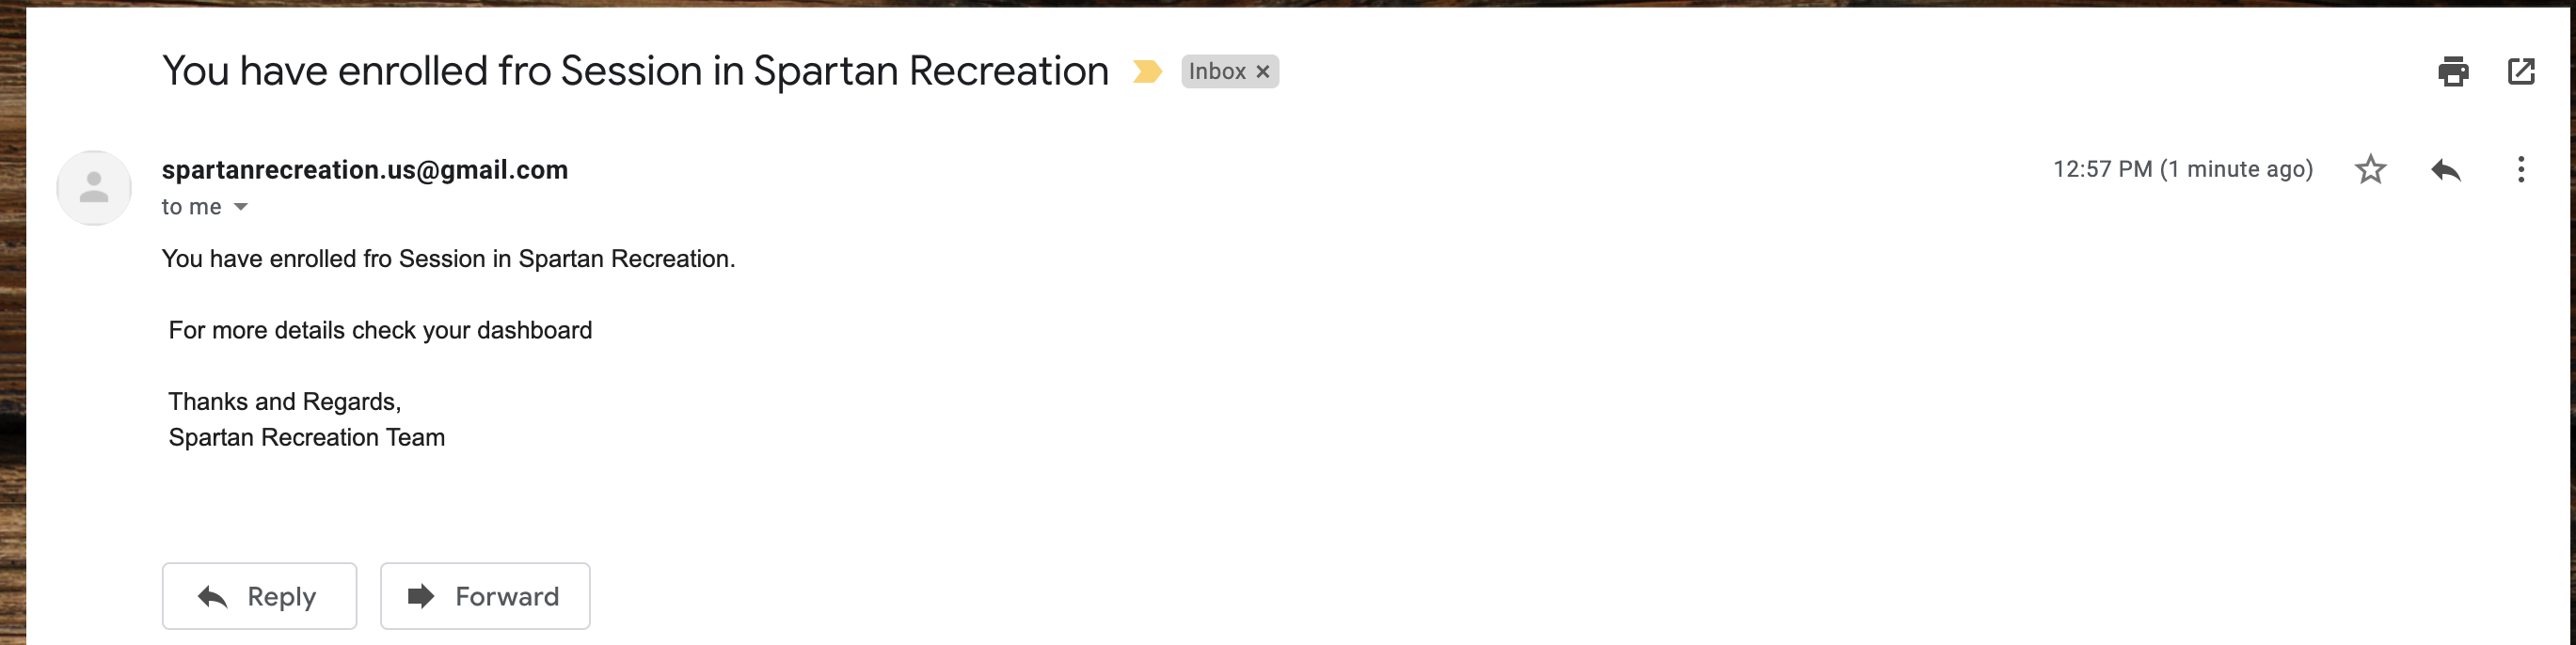 You have enrolled fro Session in Spartan Recreation
Inbox ×
spartanrecreation.us@gmail.com
12:57 PM (1 minute ago)
to me
You have enrolled fro Session in Spartan Recreation.
For more details check your dashboard
Thanks and Regards,
Spartan Recreation Team
Reply
Forward